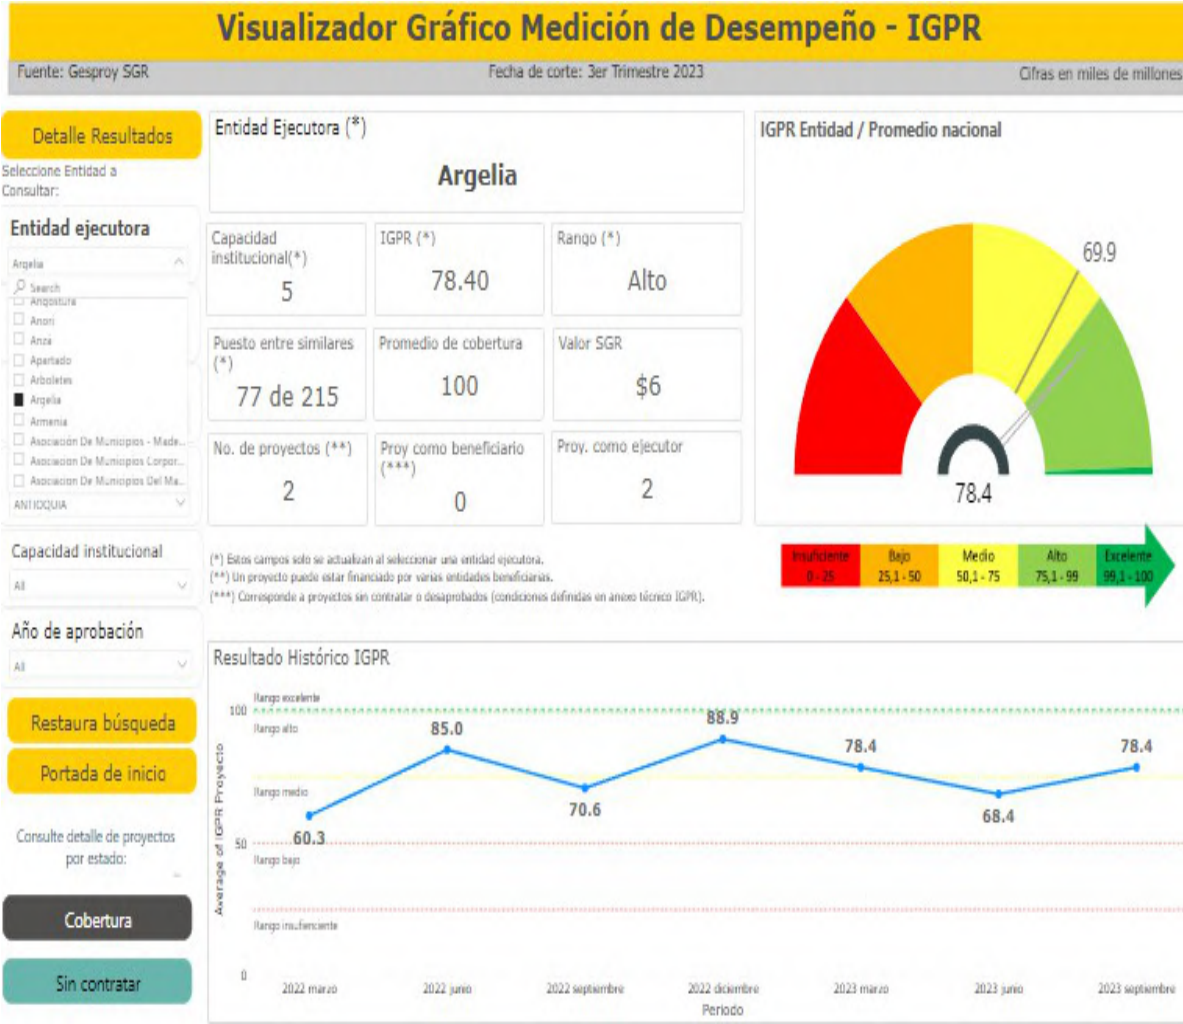 Visualizador Gráfico Medición de Desempeño - IGPR
Fuente: Gesproy SGR
Fecha de corte: 3er Trimestre 2023
Cifras en miles de millones
Detalle Resultados
Seleccione Entidad a
Consultar:
Entidad ejecutora
Argelia
Search
Angostura
Anori
Anza
Apartado
Arboletes
Argelia
Armenia
Asociación De Municipios - Made...
Asociacion De Municipios Corpor...
Asociacion De Municipios Del Ma...
ANTIOQUIA
Capacidad institucional
All
Año de aprobación
All
Restaura búsqueda
Portada de inicio
Consulte detalle de proyectos
por estado:
Cobertura
Sin contratar
Entidad Ejecutora (*)
Argelia
Capacidad
institucional(*)
5
IGPR (*)
78.40
Rango (*)
Alto
Puesto entre similares
(*)
77 de 215
Promedio de cobertura
100
Valor SGR
$6
No. de proyectos (**)
2
Proy como beneficiario
(***)
0
Proy. como ejecutor
2
(*) Estos campos solo se actualizan al seleccionar una entidad ejecutora.
(**) Un proyecto puede estar financiado por varias entidades beneficiarias.
(***) Corresponde a proyectos sin contratar o desaprobados (condiciones definidas en anexo técnico IGPR).
IGPR Entidad / Promedio nacional
69.9
78.4
Insuficiente
0 - 25
Bajo
25,1 - 50
Medio
50,1 - 75
Alto
75,1 - 99
Excelente
99,1 - 100
Resultado Histórico IGPR
Average of IGPR Proyecto
100
50
0
Rango excelente
Rango alto
Rango medio
Rango bajo
Rango insuficiente
60.3
85.0
70.6
88.9
78.4
68.4
78.4
2022 marzo
2022 junio
2022 septiembre
2022 diciembre
2023 marzo
2023 junio
2023 septiembre
Periodo